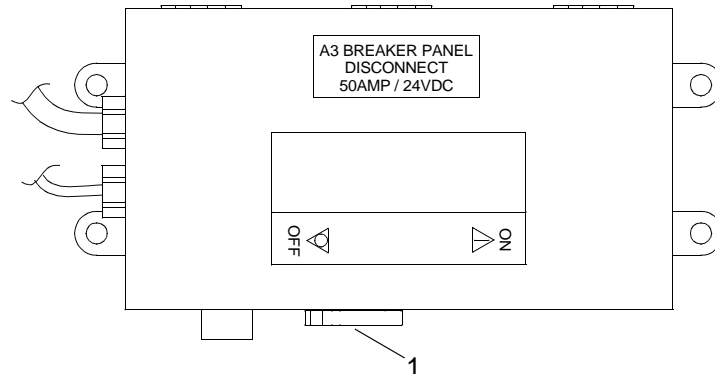 A3 BREAKER PANEL
DISCONNECT
50AMP / 24VDC
OFF
ON
1